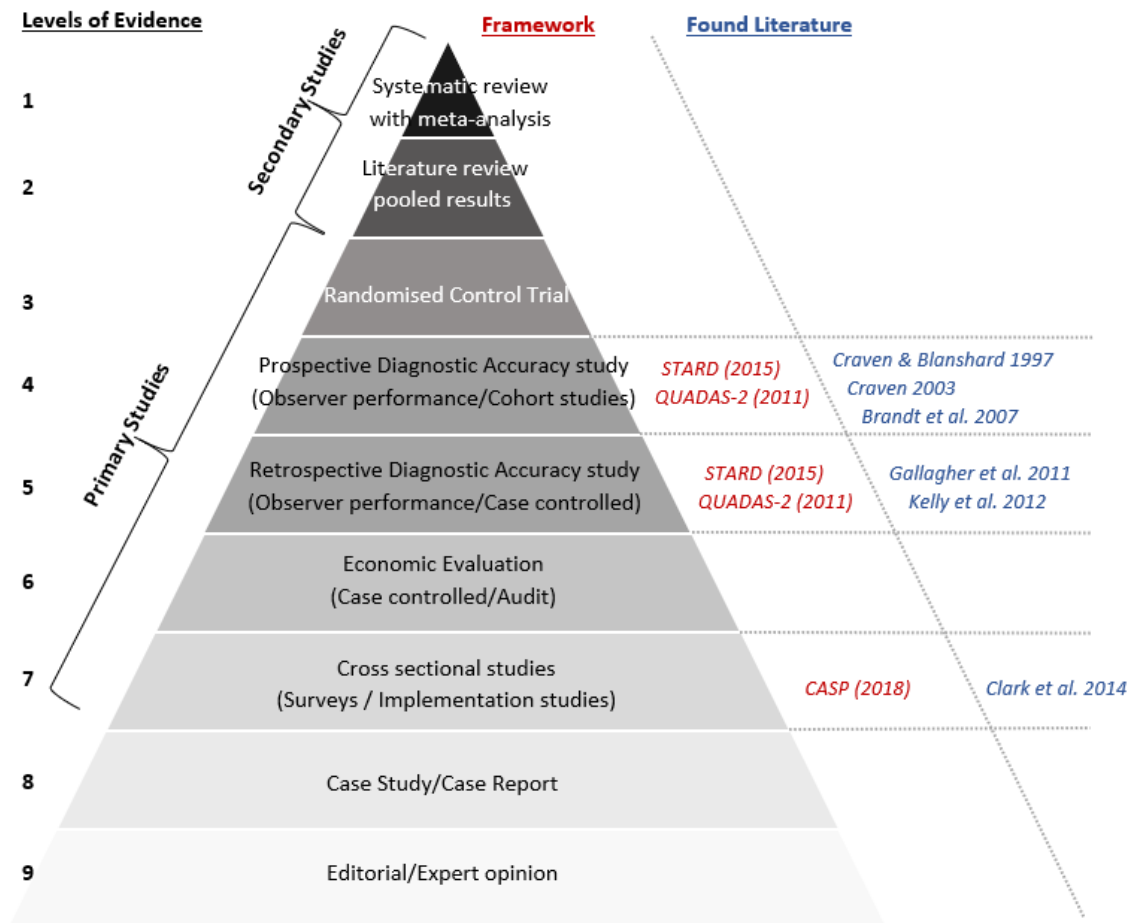 Levels of Evidence
Framework
Found Literature
Secondary Studies
Primary Studies
1
Systematic review
with meta-analysis
2
Literature review
pooled results
3
Randomised Control Trial
4
Prospective Diagnostic Accuracy study
(Observer performance/Cohort studies)
STARD (2015)
QUADAS-2 (2011)
Craven & Blanshard 1997
Craven 2003
Brandt et al. 2007
5
Retrospective Diagnostic Accuracy study
(Observer performance/Case controlled)
STARD (2015)
QUADAS-2 (2011)
Gallagher et al. 2011
Kelly et al. 2012
6
Economic Evaluation
(Case controlled/Audit)
7
Cross sectional studies
(Surveys / Implementation studies)
CASP (2018)
Clark et al. 2014
8
Case Study/Case Report
9
Editorial/Expert opinion